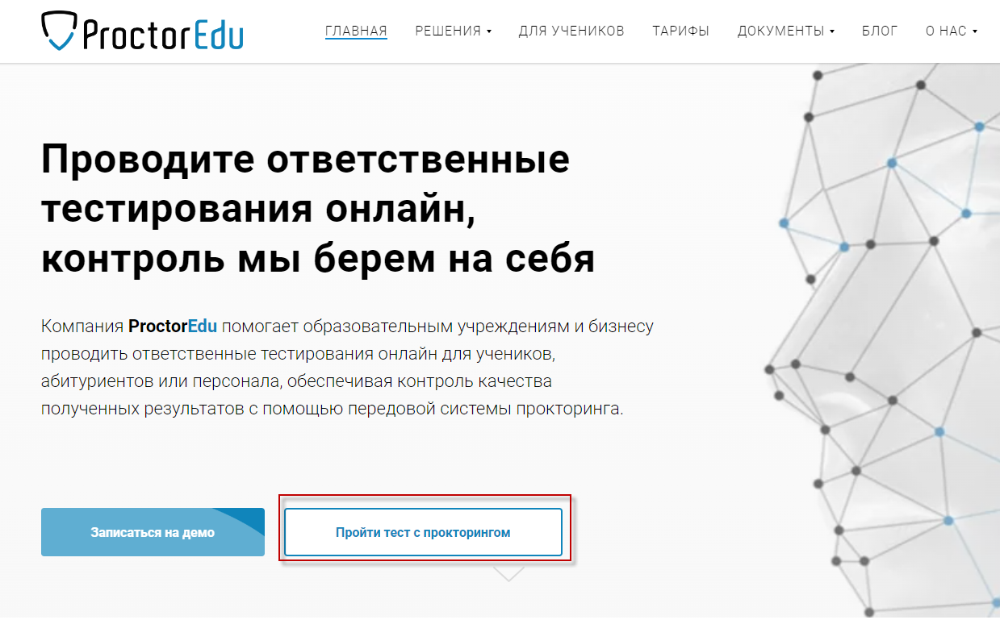 ProctorEdu
ГЛАВНАЯ РЕШЕНИЯ ДЛЯ УЧЕНИКОВ ТАРИФЫ ДОКУМЕНТЫ БЛОГ О НАС
Проводите ответственные
тестирования онлайн,
контроль мы берем на себя
Компания ProctorEdu помогает образовательным учреждениям и бизнесу
проводить ответственные тестирования онлайн для учеников,
абитуриентов или персонала, обеспечивая контроль качества
полученных результатов с помощью передовой системы прокторинга.
Записаться на демо
Пройти тест с прокторингом